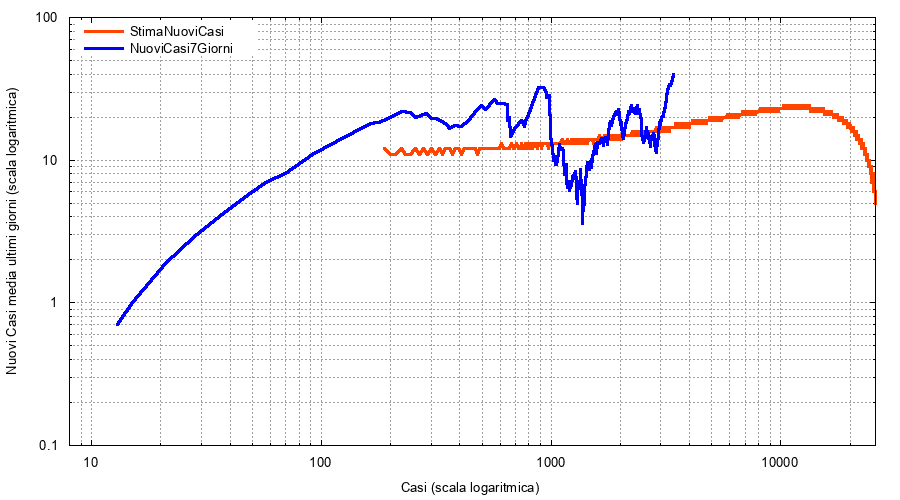 StimaNuoviCasi
NuoviCasi7Giorni
Nuovi Casi media ultimi giorni (scala logaritmica)
100
10
1
0.1
10 100 1000 10000
Casi (scala logaritmica)